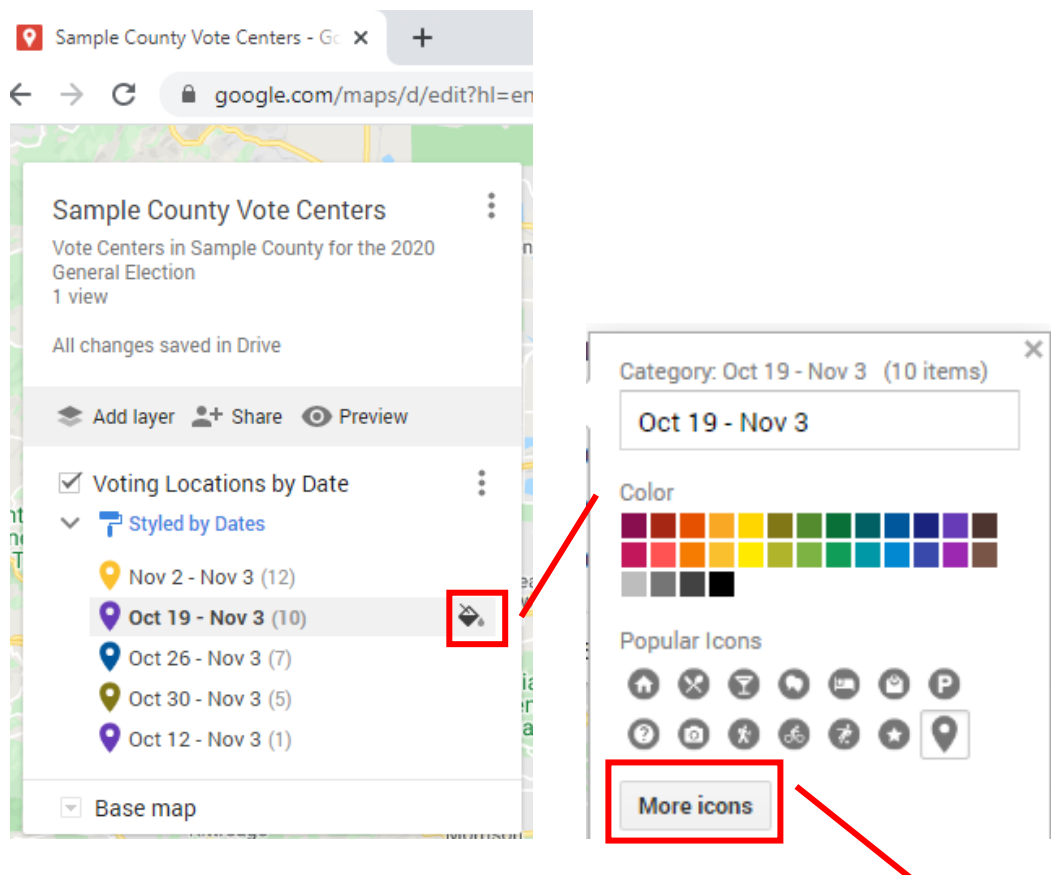 Sample County Vote Centers - Go
google.com/maps/d/edit?hl=en
Sample County Vote Centers
Vote Centers in Sample County for the 2020
General Election
1 view
All changes saved in Drive
Add layer Share Preview
Voting Locations by Date
Styled by Dates
Nov 2 - Nov 3 (12)
Oct 19 - Nov 3 (10)
Oct 26 - Nov 3 (7)
Oct 30 - Nov 3 (5)
Oct 12 - Nov 3 (1)
Base map
Category: Oct 19 - Nov 3 (10 items)
Oct 19 - Nov 3
Color
Popular Icons
P
?
More icons